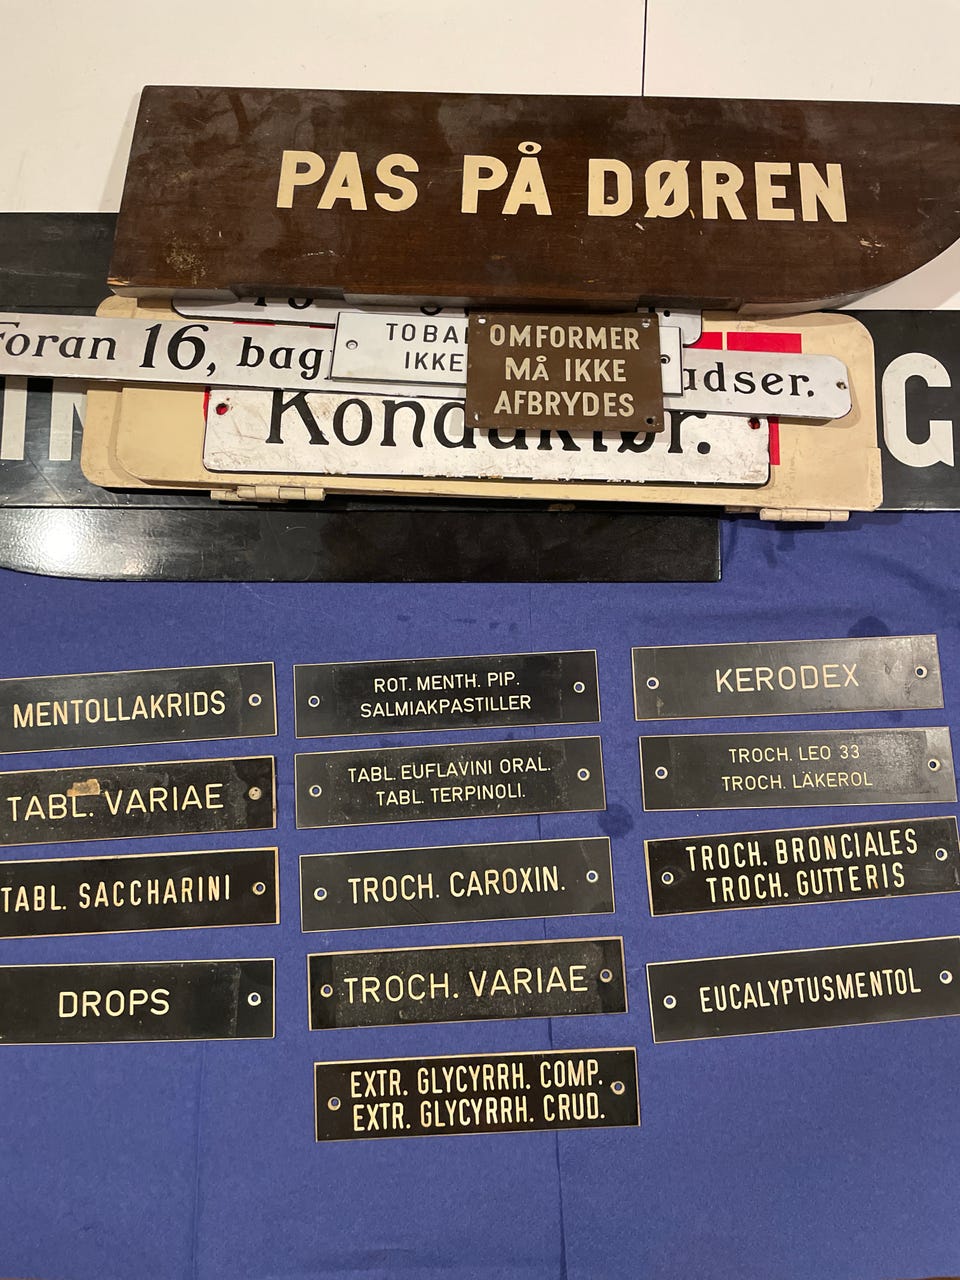 PAS PÅ DØREN
Foran 16, bag
TOBA
IKKE
OMFORMER
MÅ IKKE
AFBRYDES
adser.
Konduktør.
IN
G
MENTOLLAKRIDS
ROT. MENTH. PIP.
SALMIAKPASTILLER
KERODEX
TABL. VARIAE
TABL. EUFLAVINI ORAL.
TABL. TERPINOLI.
TROCH. LEO 33
TROCH. LÄKEROL
TABL. SACCHARINI
TROCH. CAROXIN.
TROCH. BRONCIALES
TROCH. GUTTERIS
DROPS
TROCH. VARIAE
EUCALYPTUSMENTOL
EXTR. GLYCYRRH. COMP.
EXTR. GLYCYRRH. CRUD.